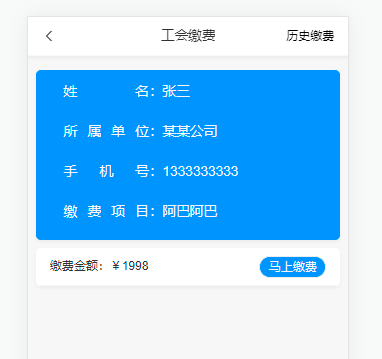 工会缴费 历史缴费
姓名：张三
所属单位：某某公司
手机号：1333333333
缴费项目：阿巴阿巴
缴费金额：￥1998 马上缴费